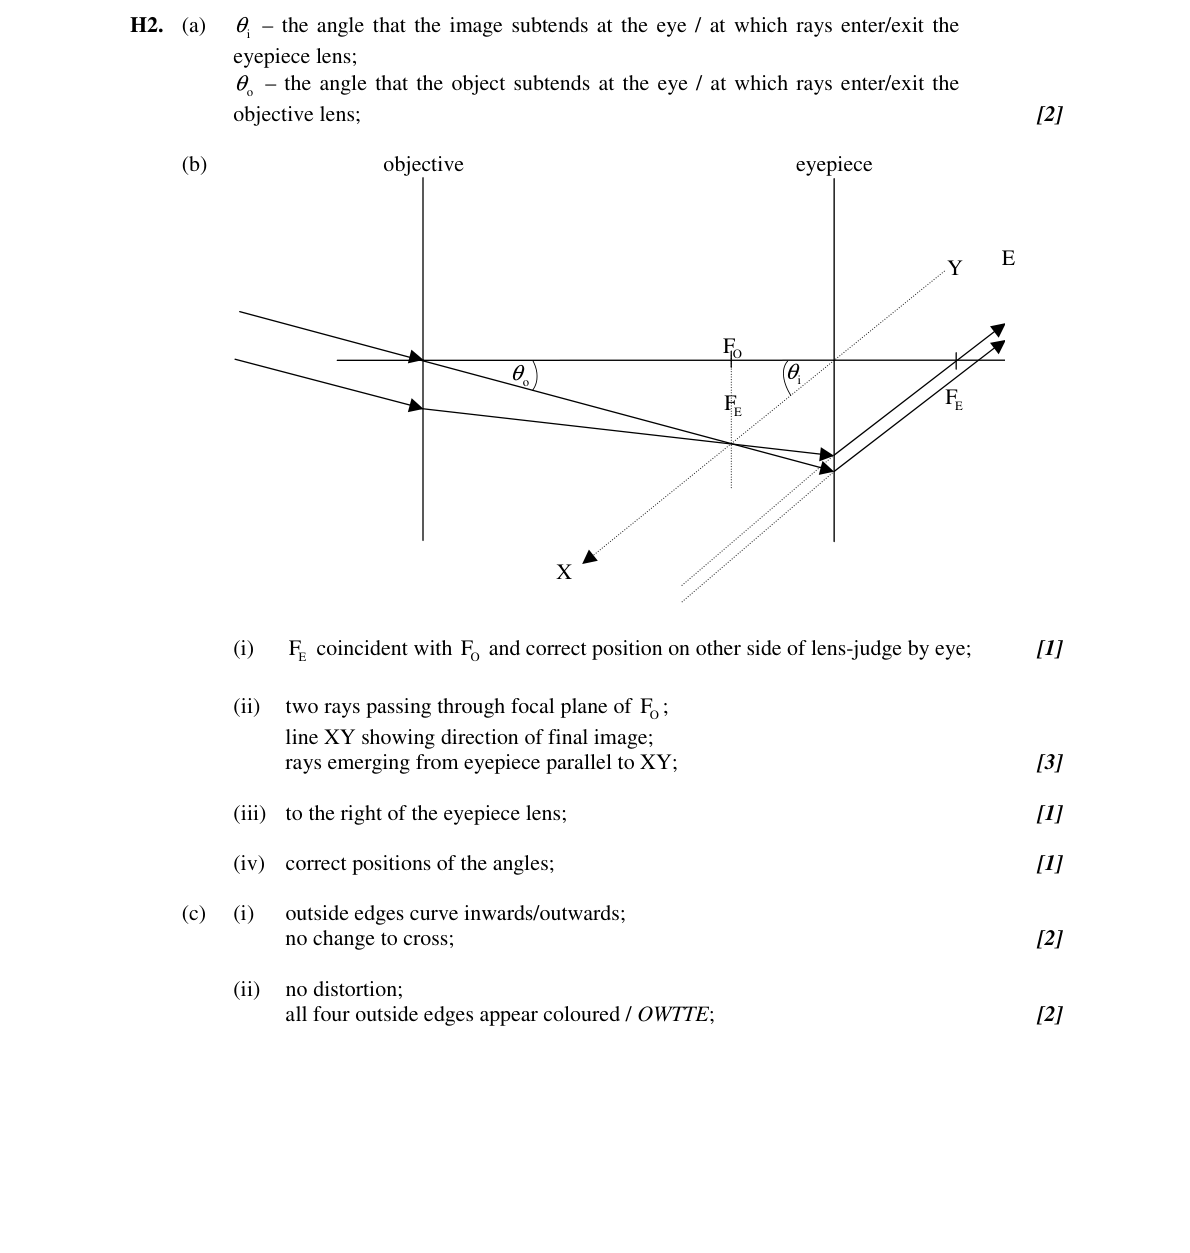 H2. (a) θi – the angle that the image subtends at the eye / at which rays enter/exit the
eyepiece lens;
θo – the angle that the object subtends at the eye / at which rays enter/exit the
objective lens; [2]
(b) objective eyepiece
Y E
FO
θo θi
FE FE
X
(i) FE coincident with FO and correct position on other side of lens-judge by eye; [1]
(ii) two rays passing through focal plane of FO;
line XY showing direction of final image;
rays emerging from eyepiece parallel to XY; [3]
(iii) to the right of the eyepiece lens; [1]
(iv) correct positions of the angles; [1]
(c) (i) outside edges curve inwards/outwards;
no change to cross; [2]
(ii) no distortion;
all four outside edges appear coloured / OWTTE; [2]